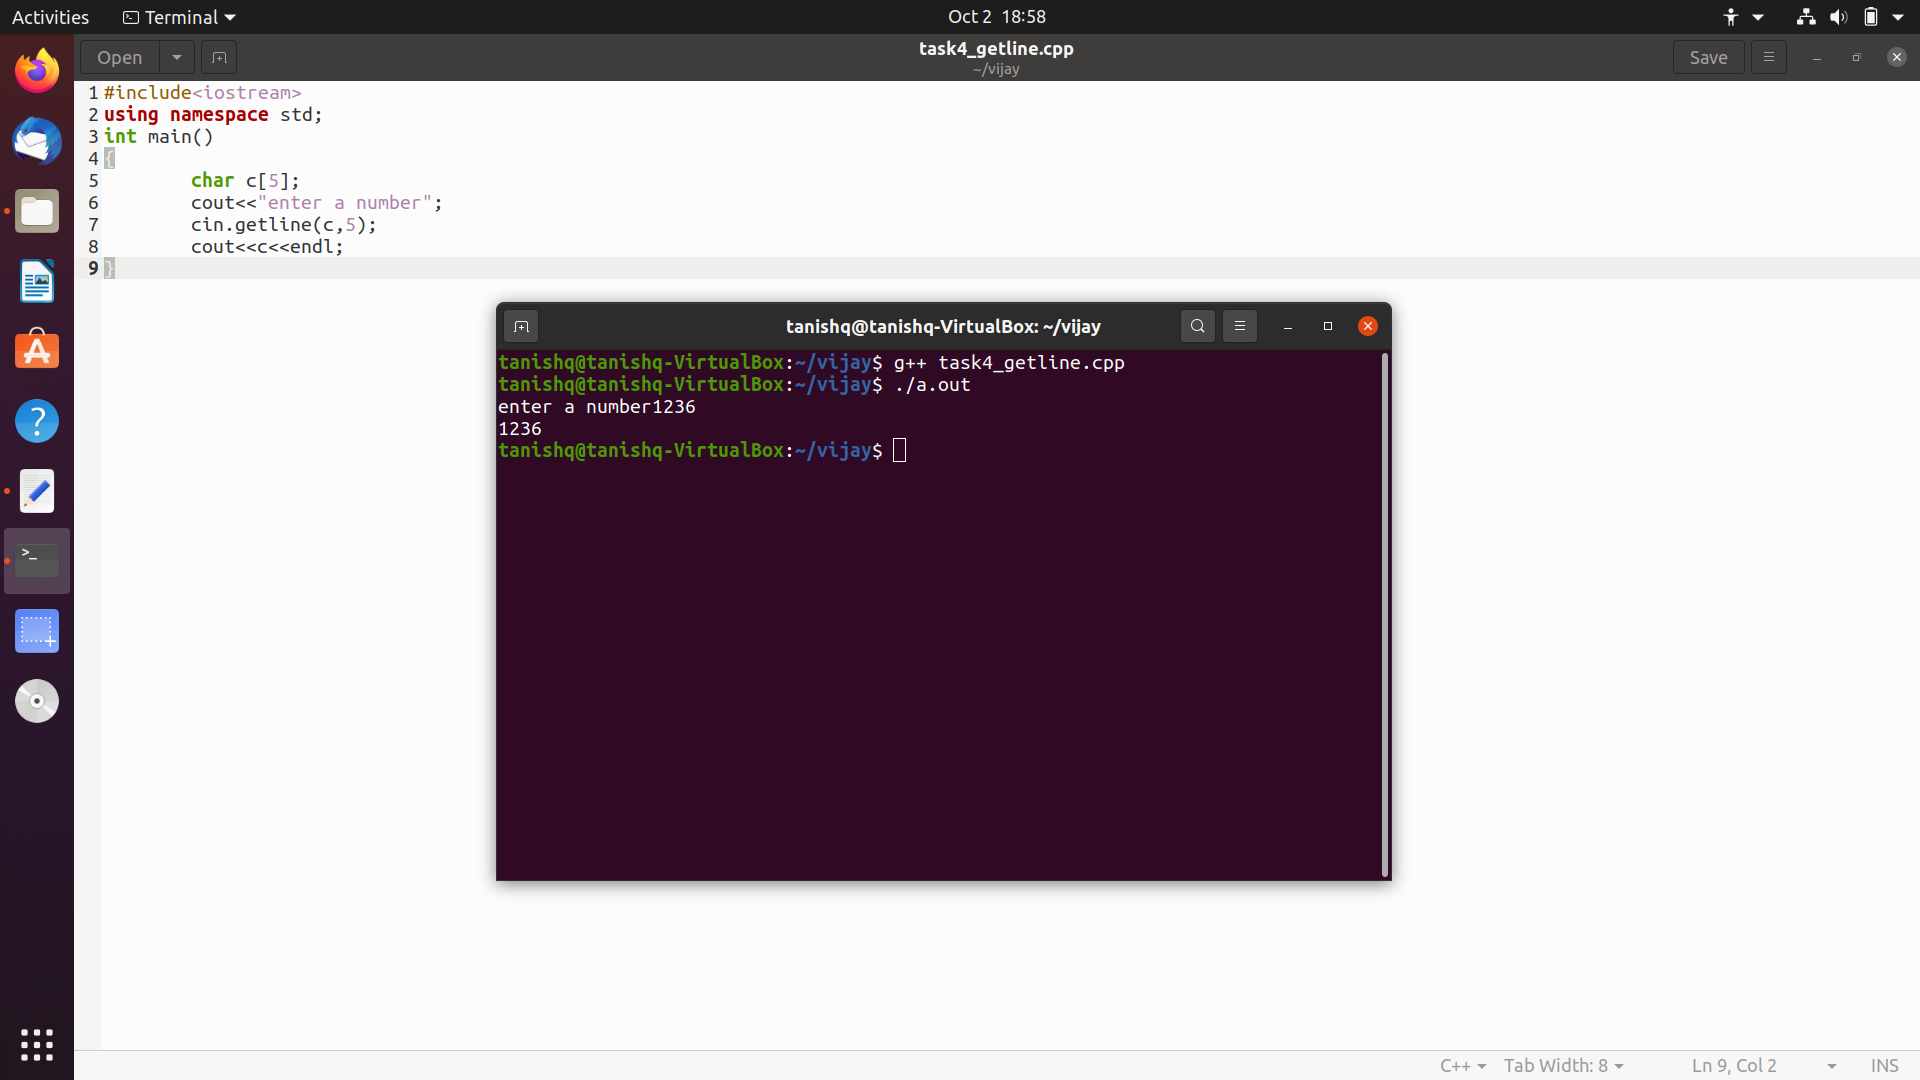 Activities
Terminal
Oct 2 18:58
Open
task4_getline.cpp
~/vijay
Save
1 #include<iostream>
2 using namespace std;
3 int main()
4 {
5         char c[5];
6         cout<<"enter a number";
7         cin.getline(c,5);
8         cout<<c<<endl;
9 }
tanishq@tanishq-VirtualBox: ~/vijay
tanishq@tanishq-VirtualBox:~/vijay$ g++ task4_getline.cpp
tanishq@tanishq-VirtualBox:~/vijay$ ./a.out
enter a number1236
1236
tanishq@tanishq-VirtualBox:~/vijay$
C++ Tab Width: 8 Ln 9, Col 2 INS